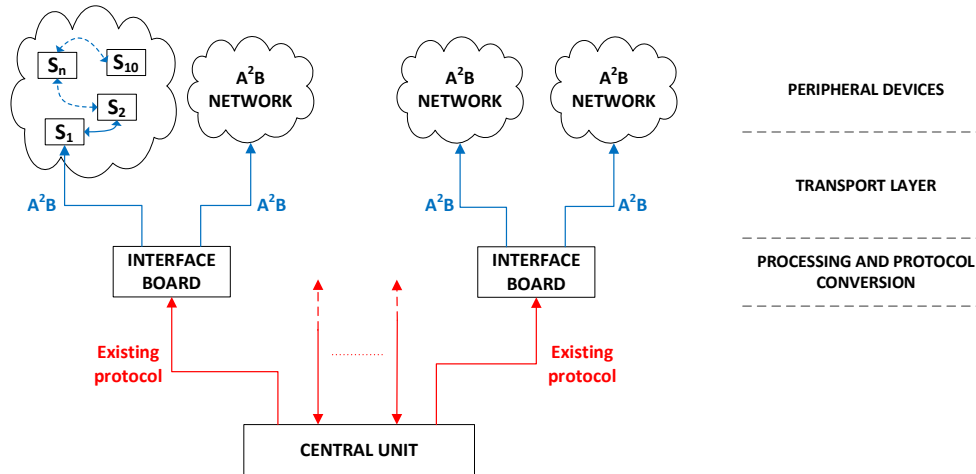 Sn
S10
S2
S1
A²B
NETWORK
A²B
NETWORK
A²B
NETWORK
PERIPHERAL DEVICES
A²B
A²B
A²B
A²B
TRANSPORT LAYER
INTERFACE
BOARD
INTERFACE
BOARD
PROCESSING AND PROTOCOL
CONVERSION
Existing
protocol
Existing
protocol
CENTRAL UNIT